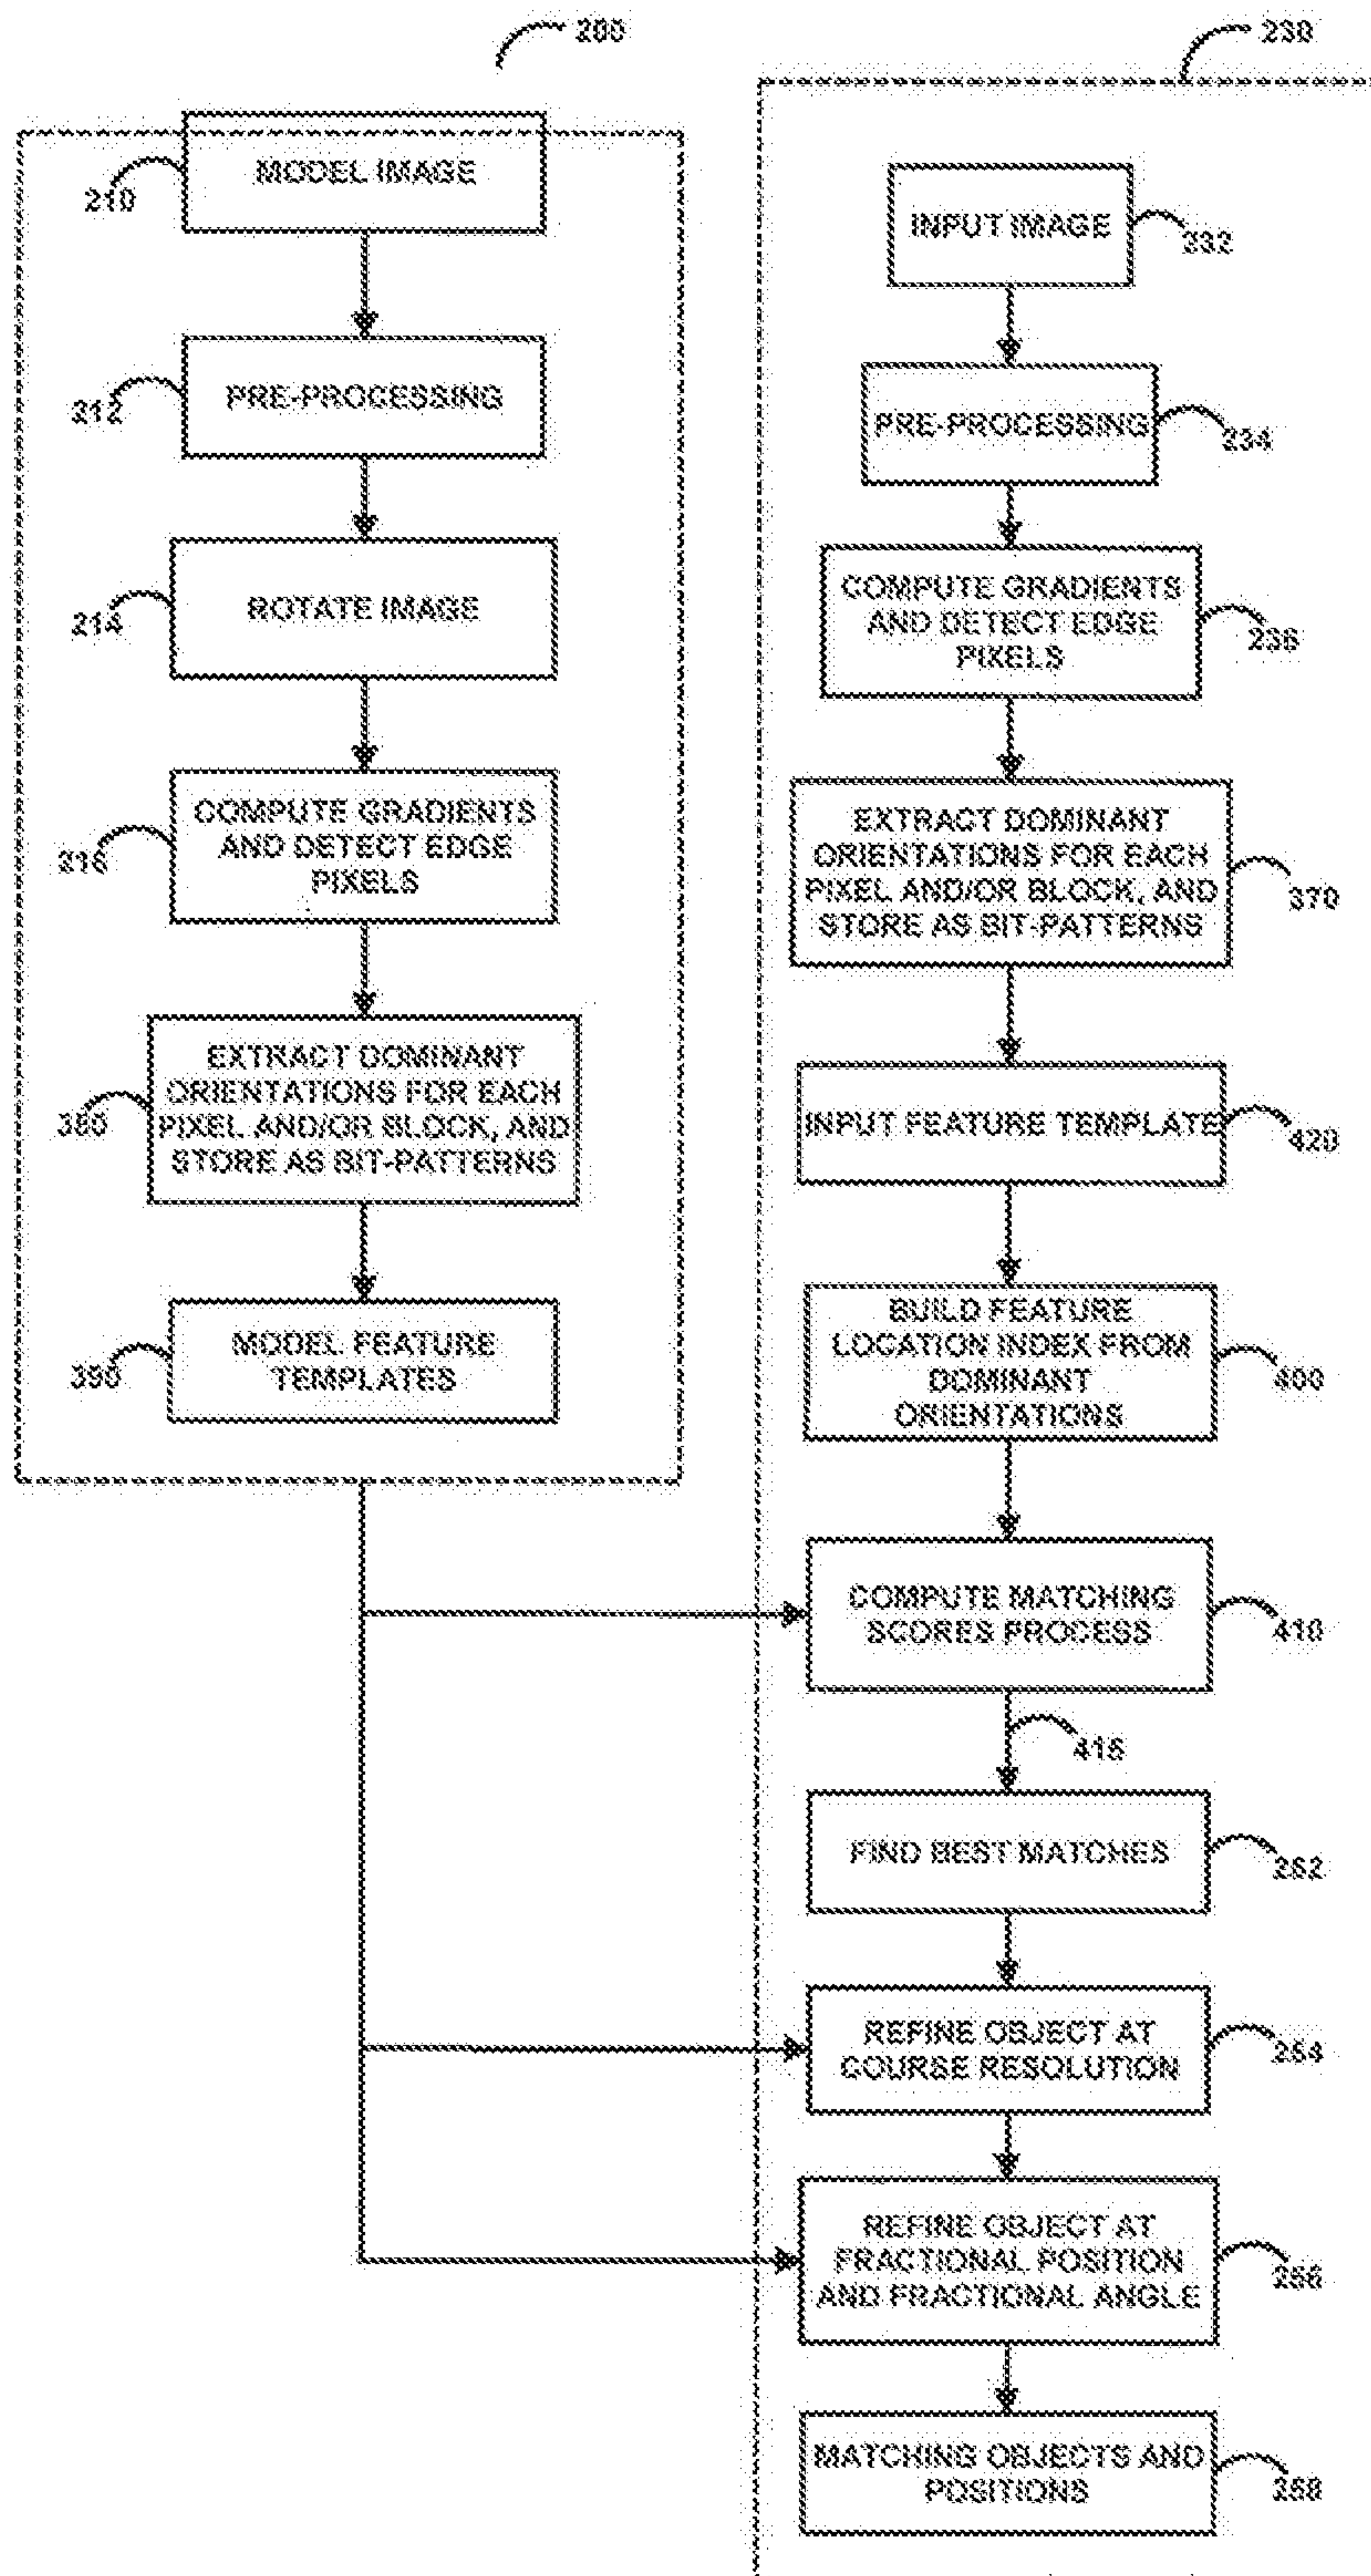 200
230
MODEL IMAGE
210
PRE-PROCESSING
212
ROTATE IMAGE
214
COMPUTE GRADIENTS
AND DETECT EDGE
PIXELS
216
EXTRACT DOMINANT
ORIENTATIONS FOR EACH
PIXEL AND/OR BLOCK, AND
STORE AS BIT-PATTERNS
380
MODEL FEATURE
TEMPLATES
390
INPUT IMAGE
232
PRE-PROCESSING
234
COMPUTE GRADIENTS
AND DETECT EDGE
PIXELS
236
EXTRACT DOMINANT
ORIENTATIONS FOR EACH
PIXEL AND/OR BLOCK, AND
STORE AS BIT-PATTERNS
370
INPUT FEATURE TEMPLATE
420
BUILD FEATURE
LOCATION INDEX FROM
DOMINANT
ORIENTATIONS
400
COMPUTE MATCHING
SCORES PROCESS
410
415
FIND BEST MATCHES
252
REFINE OBJECT AT
COURSE RESOLUTION
254
REFINE OBJECT AT
FRACTIONAL POSITION
AND FRACTIONAL ANGLE
256
MATCHING OBJECTS AND
POSITIONS
258